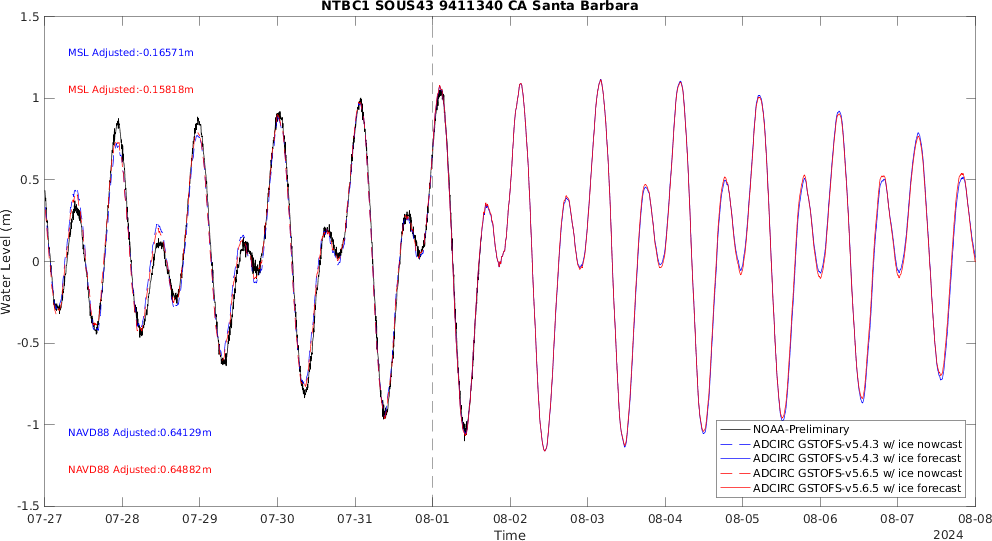 NTBC1 SOUS43 9411340 CA Santa Barbara
1.5
MSL Adjusted:-0.16571m
MSL Adjusted:-0.15818m
1
0.5
Water Level (m)
0
-0.5
-1
NAVD88 Adjusted:0.64129m
NAVD88 Adjusted:0.64882m
-1.5
NOAA-Preliminary
ADCIRC GSTOFS-v5.4.3 w/ ice nowcast
ADCIRC GSTOFS-v5.4.3 w/ ice forecast
ADCIRC GSTOFS-v5.6.5 w/ ice nowcast
ADCIRC GSTOFS-v5.6.5 w/ ice forecast
07-27 07-28 07-29 07-30 07-31 08-01 08-02 08-03 08-04 08-05 08-06 08-07 08-08
Time
2024